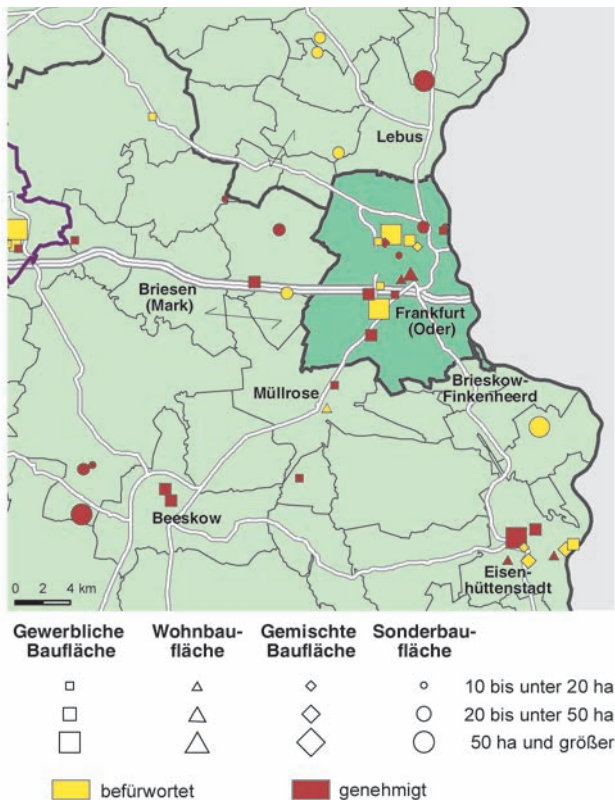 Lebus
Briesen
(Mark)
Frankfurt
(Oder)
Brieskow-
Finkenheerd
Müllrose
Beeskow
Eisen-
hüttenstadt
0 2 4 km
Gewerbliche
Baufläche
Wohnbau-
fläche
Gemischte
Baufläche
Sonderbau-
fläche
10 bis unter 20 ha
20 bis unter 50 ha
50 ha und größer
befürwortet
genehmigt